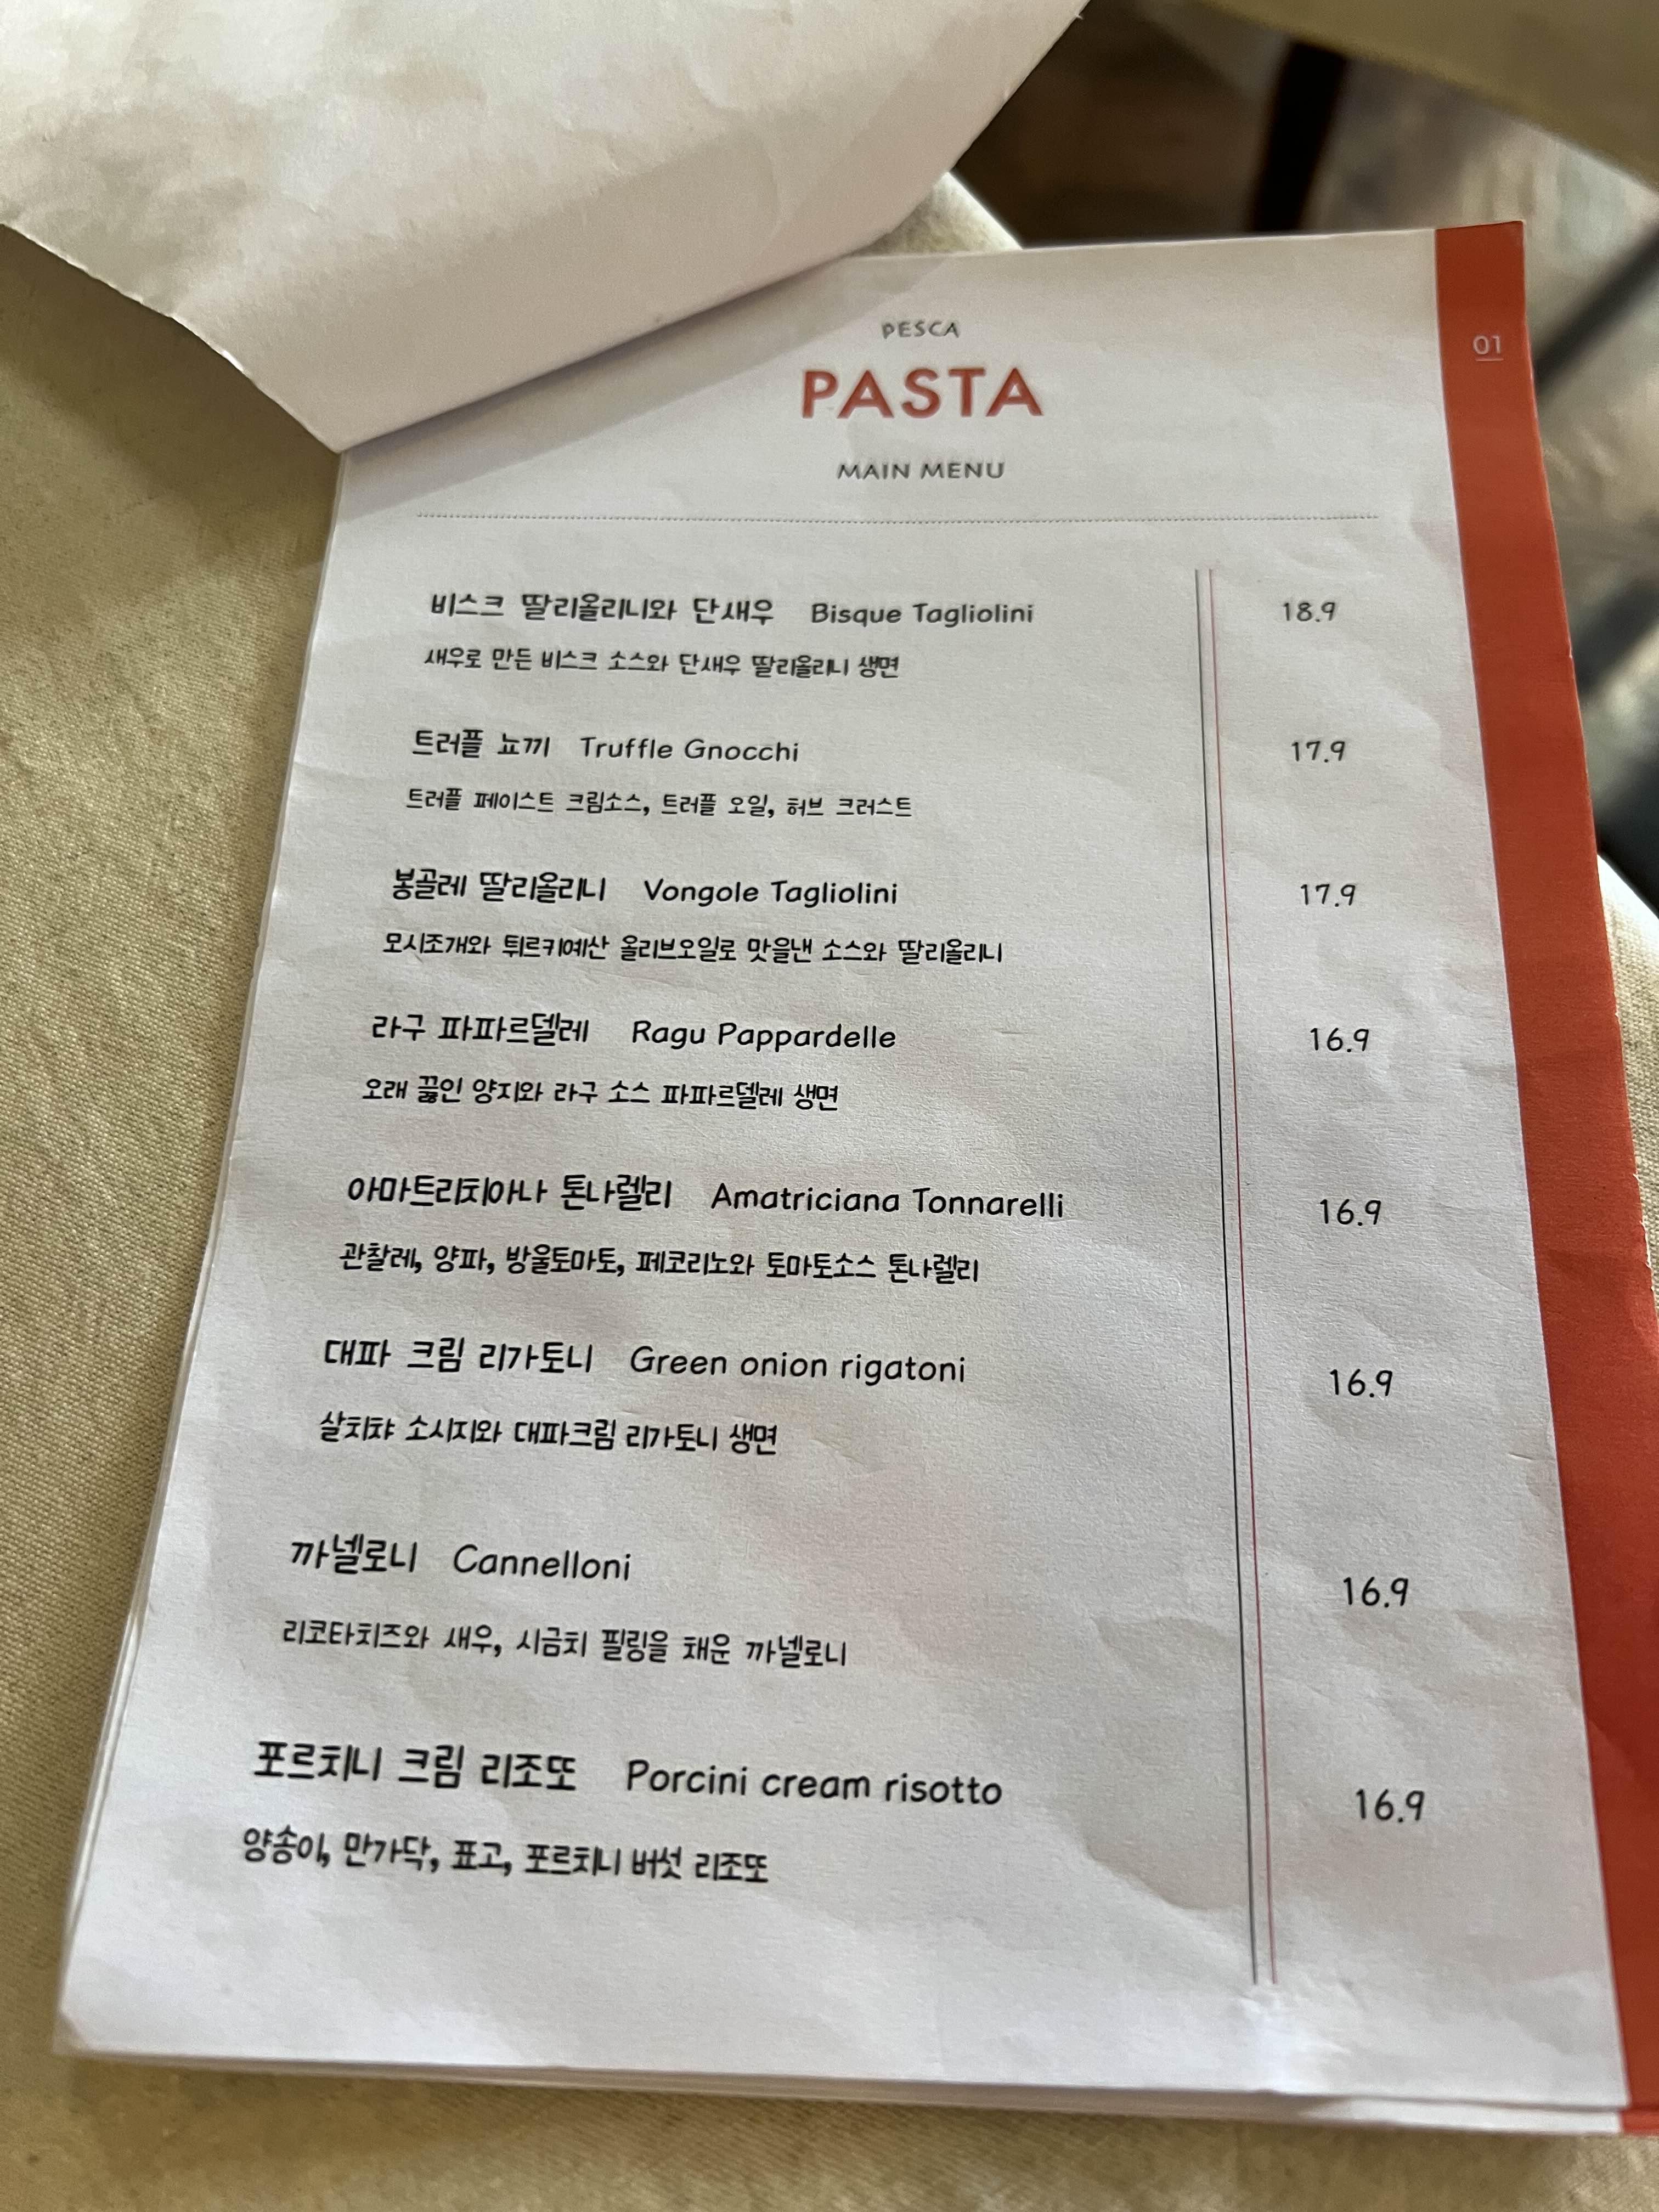 PESCA
PASTA
MAIN MENU
01
비스크 딸리올리니와 단새우 Bisque Tagliolini 18.9
새우로 만든 비스크 소스와 단새우 딸리올리니 생면
트러플 뇨끼 Truffle Gnocchi 17.9
트러플 페이스트 크림소스, 트러플 오일, 허브 크러스트
봉골레 딸리올리니 Vongole Tagliolini 17.9
모시조개와 튀르키예산 올리브오일로 맛을낸 소스와 딸리올리니
라구 파파르델레 Ragu Pappardelle 16.9
오래 끓인 양지와 라구 소스 파파르델레 생면
아마트리치아나 톤나렐리 Amatriciana Tonnarelli 16.9
관찰레, 양파, 방울토마토, 페코리노와 토마토소스 톤나렐리
대파 크림 리가토니 Green onion rigatoni 16.9
살치챠 소시지와 대파크림 리가토니 생면
까넬로니 Cannelloni 16.9
리코타치즈와 새우, 시금치 필링을 채운 까넬로니
포르치니 크림 리조또 Porcini cream risotto 16.9
양송이, 만가닥, 표고, 포르치니 버섯 리조또